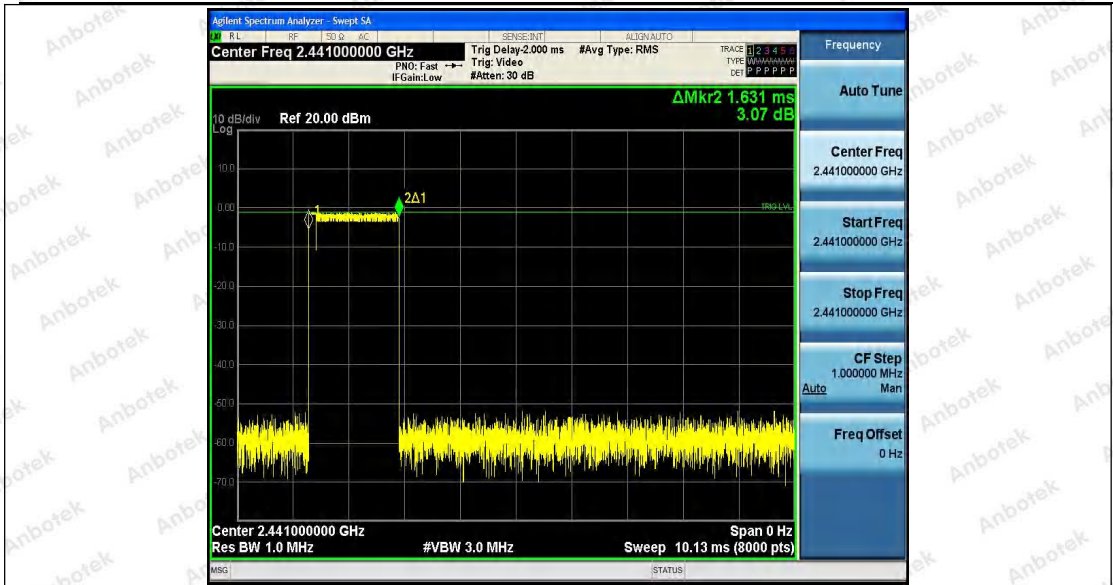 Agilent Spectrum Analyzer - Swept SA
RL RF 50 Ω AC SENSE:INT ALIGNAUTO
Center Freq 2.441000000 GHz
PNO: Fast
IFGain:Low
Trig Delay-2.000 ms
Trig: Video
#Atten: 30 dB
#Avg Type: RMS
TRACE 1 2 3 4 5 6
TYPE
DET P P P P P P
ΔMkr2 1.631 ms
3.07 dB
10 dB/div Ref 20.00 dBm
Log
10.0
0.00
-10.0
-20.0
-30.0
-40.0
-50.0
-60.0
-70.0
1
2Δ1
TRIG LVL
Center 2.441000000 GHz Span 0 Hz
Res BW 1.0 MHz #VBW 3.0 MHz Sweep 10.13 ms (8000 pts)
MSG STATUS
Frequency
Auto Tune
Center Freq
2.441000000 GHz
Start Freq
2.441000000 GHz
Stop Freq
2.441000000 GHz
CF Step
1.000000 MHz
Auto Man
Freq Offset
0 Hz
Anbotek